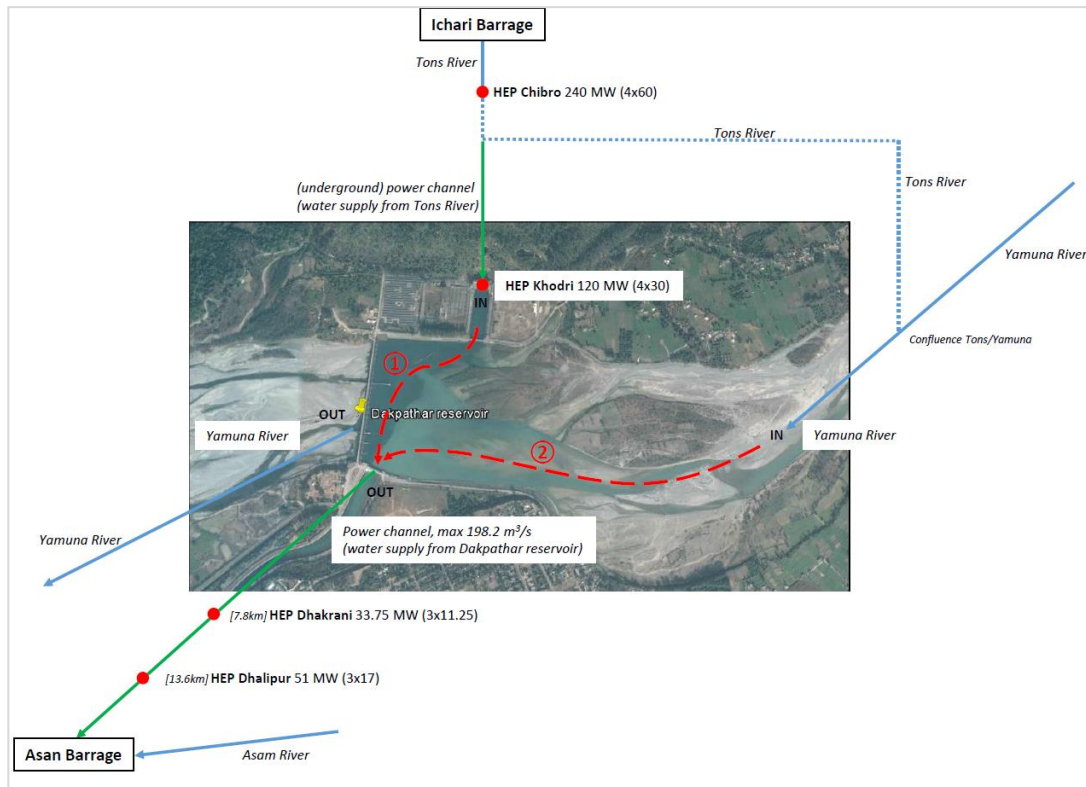 Ichari Barrage
Tons River
HEP Chibro 240 MW (4x60)
Tons River
Tons River
(underground) power channel
(water supply from Tons River)
Yamuna River
HEP Khodri 120 MW (4x30)
IN
Confluence Tons/Yamuna
①
OUT
Dakpathar reservoir
Yamuna River
②
IN
Yamuna River
OUT
Power channel, max 198.2 m³/s
(water supply from Dakpathar reservoir)
Yamuna River
[7.8km] HEP Dhakrani 33.75 MW (3x11.25)
[13.6km] HEP Dhalipur 51 MW (3x17)
Asan Barrage
Asam River